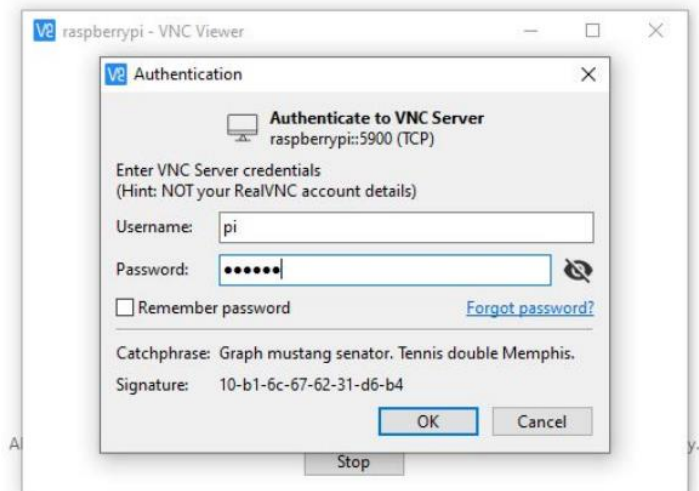 raspberrypi - VNC Viewer
Authentication
Authenticate to VNC Server
raspberrypi::5900 (TCP)
Enter VNC Server credentials
(Hint: NOT your RealVNC account details)
Username: pi
Password: ••••••
Remember password Forgot password?
Catchphrase: Graph mustang senator. Tennis double Memphis.
Signature: 10-b1-6c-67-62-31-d6-b4
OK Cancel
Stop